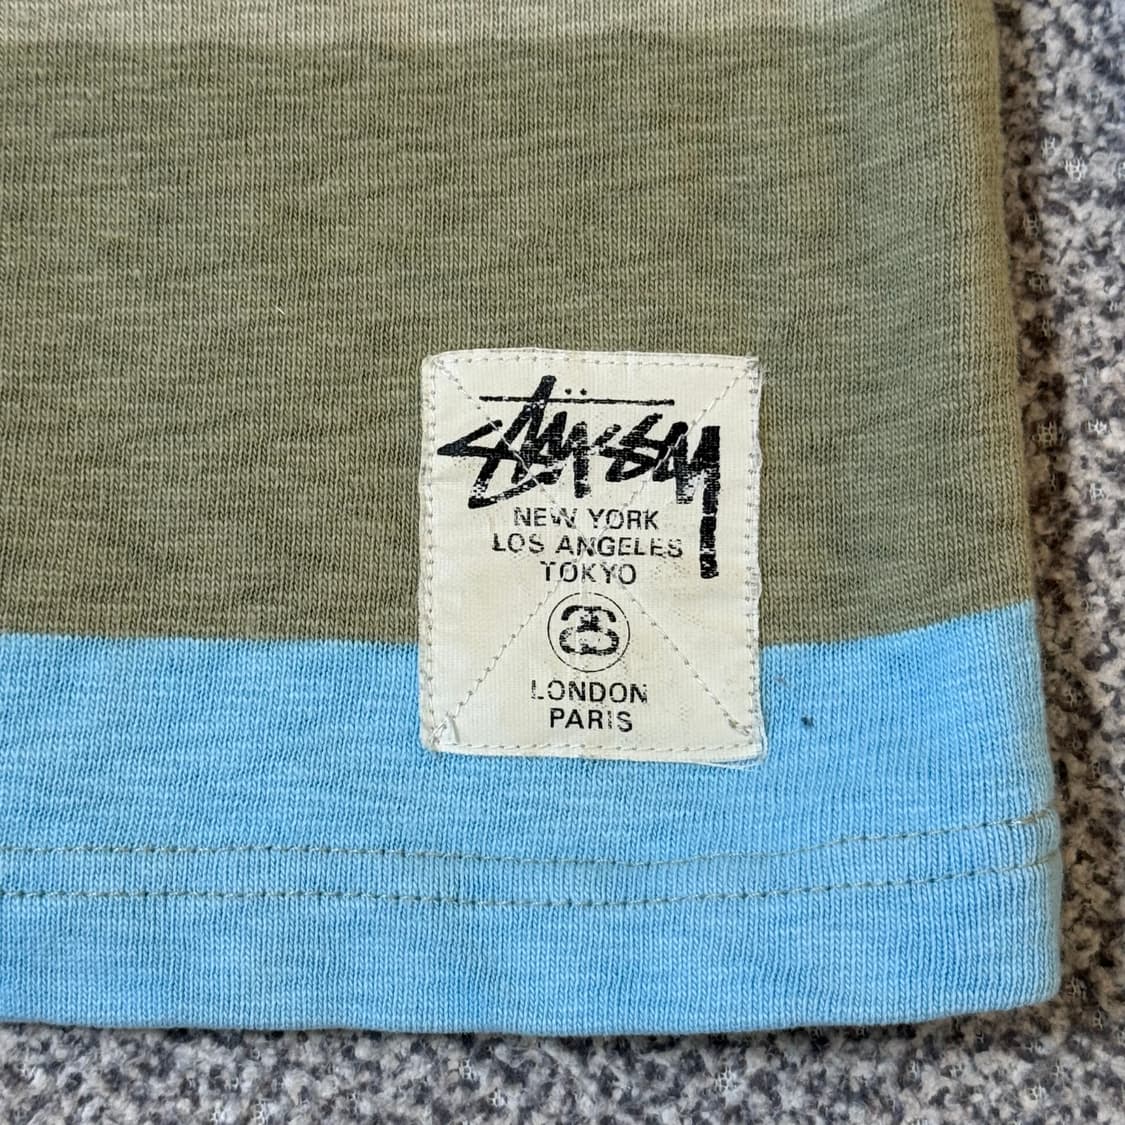 stüssy
NEW YORK
LOS ANGELES
TOKYO
LONDON
PARIS